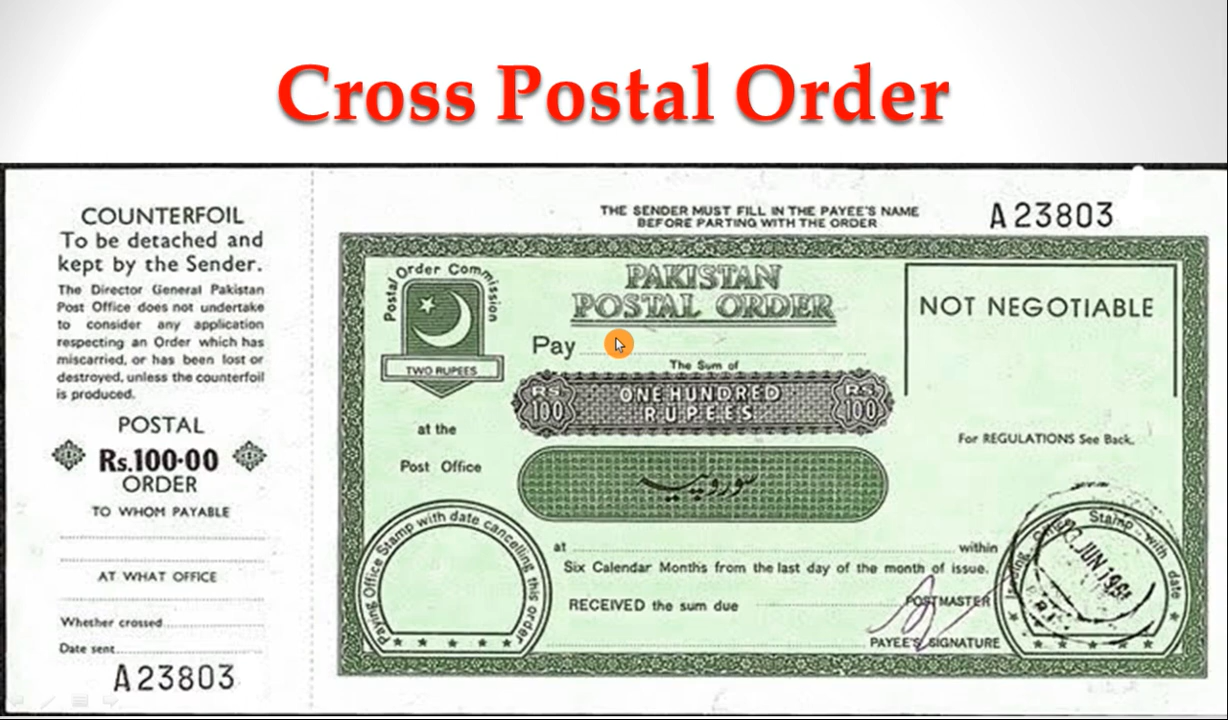 Cross Postal Order
COUNTERFOIL
To be detached and
kept by the Sender.
The Director General Pakistan
Post Office does not undertake
to consider any application
respecting an Order which has
miscarried, or has been lost or
destroyed, unless the counterfoil
is produced.
POSTAL
Rs.100·00
ORDER
TO WHOM PAYABLE
AT WHAT OFFICE
Whether crossed
Date sent
A23803
THE SENDER MUST FILL IN THE PAYEE'S NAME
BEFORE PARTING WITH THE ORDER
A23803
Postal Order Commission
TWO RUPEES
PAKISTAN
POSTAL ORDER
NOT NEGOTIABLE
Pay
The Sum of
RS 100
ONE HUNDRED
RUPEES
RS 100
For REGULATIONS See Back.
at the
Post Office
سو روپیہ
Paying Office Stamp with date cancelling this order
at within
Six Calendar Months from the last day of the month of issue.
RECEIVED the sum due
POSTMASTER
PAYEE'S SIGNATURE
Issuing Office Stamp with date
JUN